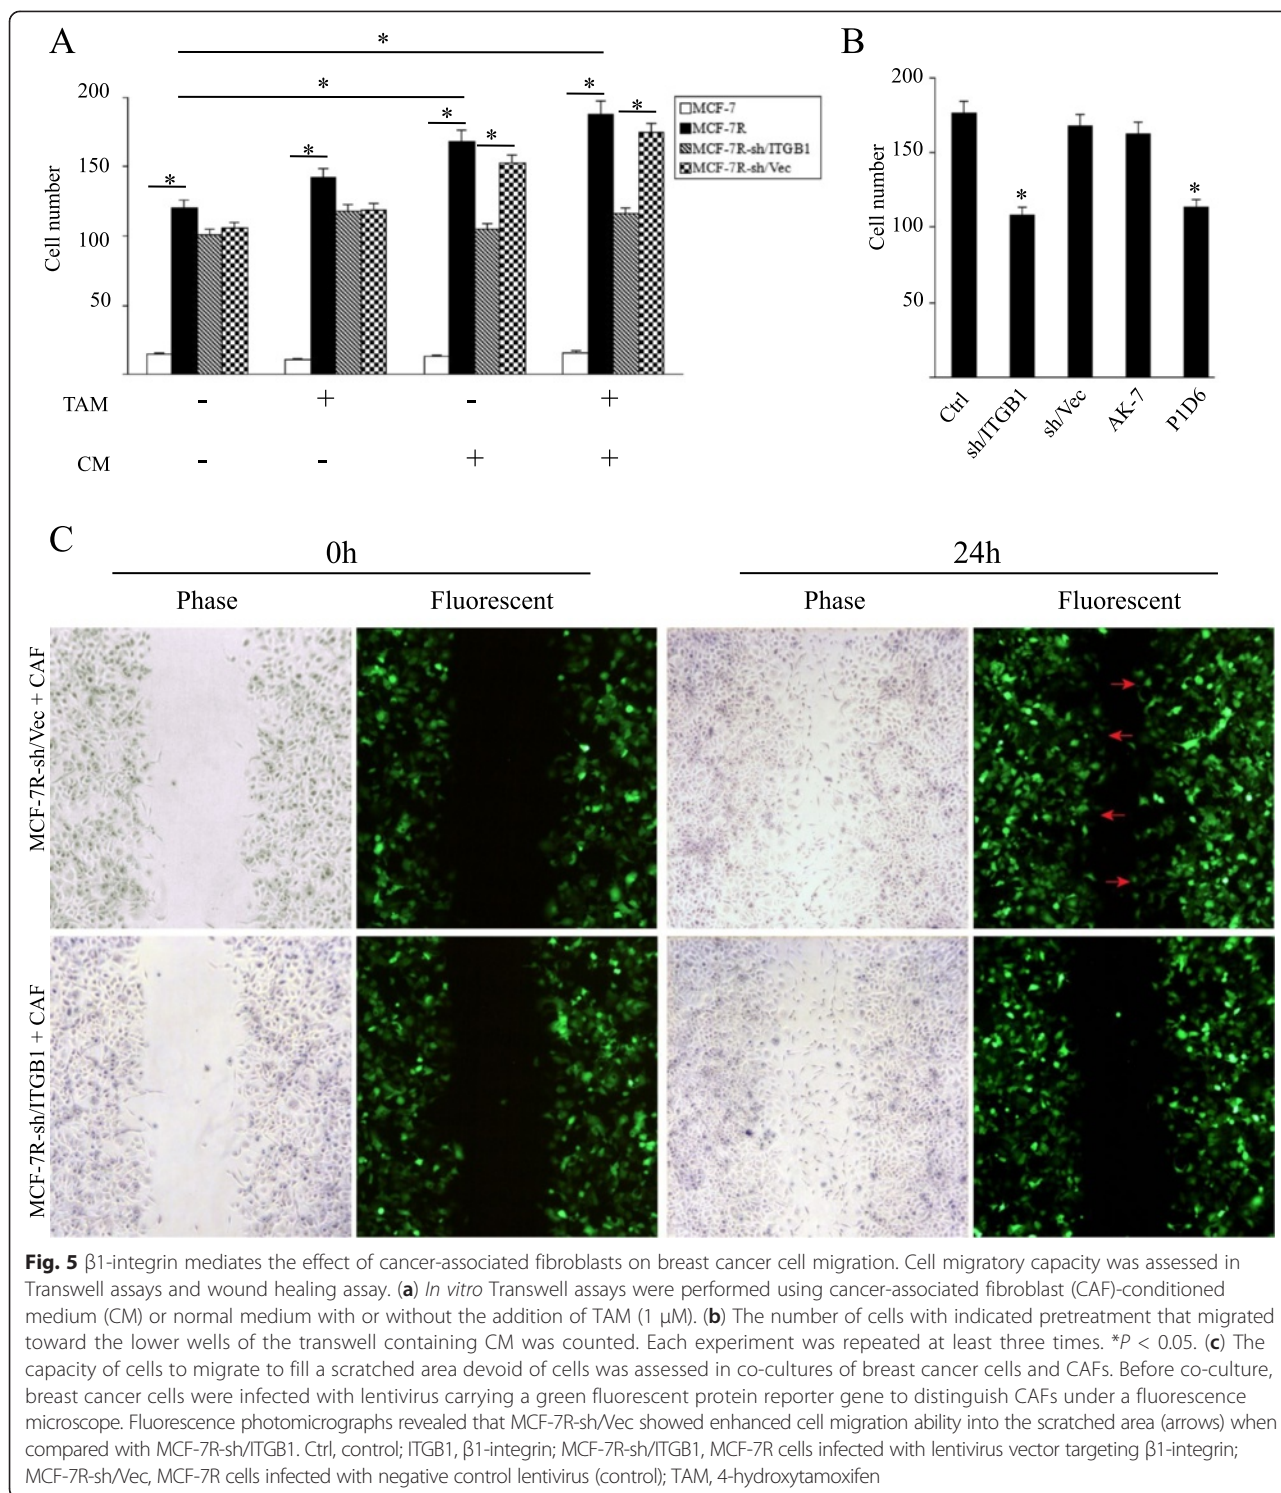 A
*
*
*
*
*
*
*
*
200
150
100
50
Cell number
MCF-7
MCF-7R
MCF-7R-sh/ITGB1
MCF-7R-sh/Vec
TAM - + - +
CM - - + +
B
200
150
100
50
Cell number
*
*
Ctrl
sh/ITGB1
sh/Vec
AK-7
P1D6
C
0h 24h
Phase Fluorescent Phase Fluorescent
MCF-7R-sh/Vec + CAF
MCF-7R-sh/ITGB1 + CAF
Fig. 5 β1-integrin mediates the effect of cancer-associated fibroblasts on breast cancer cell migration. Cell migratory capacity was assessed in
Transwell assays and wound healing assay. (a) In vitro Transwell assays were performed using cancer-associated fibroblast (CAF)-conditioned
medium (CM) or normal medium with or without the addition of TAM (1 μM). (b) The number of cells with indicated pretreatment that migrated
toward the lower wells of the transwell containing CM was counted. Each experiment was repeated at least three times. *P < 0.05. (c) The
capacity of cells to migrate to fill a scratched area devoid of cells was assessed in co-cultures of breast cancer cells and CAFs. Before co-culture,
breast cancer cells were infected with lentivirus carrying a green fluorescent protein reporter gene to distinguish CAFs under a fluorescence
microscope. Fluorescence photomicrographs revealed that MCF-7R-sh/Vec showed enhanced cell migration ability into the scratched area (arrows) when
compared with MCF-7R-sh/ITGB1. Ctrl, control; ITGB1, β1-integrin; MCF-7R-sh/ITGB1, MCF-7R cells infected with lentivirus vector targeting β1-integrin;
MCF-7R-sh/Vec, MCF-7R cells infected with negative control lentivirus (control); TAM, 4-hydroxytamoxifen